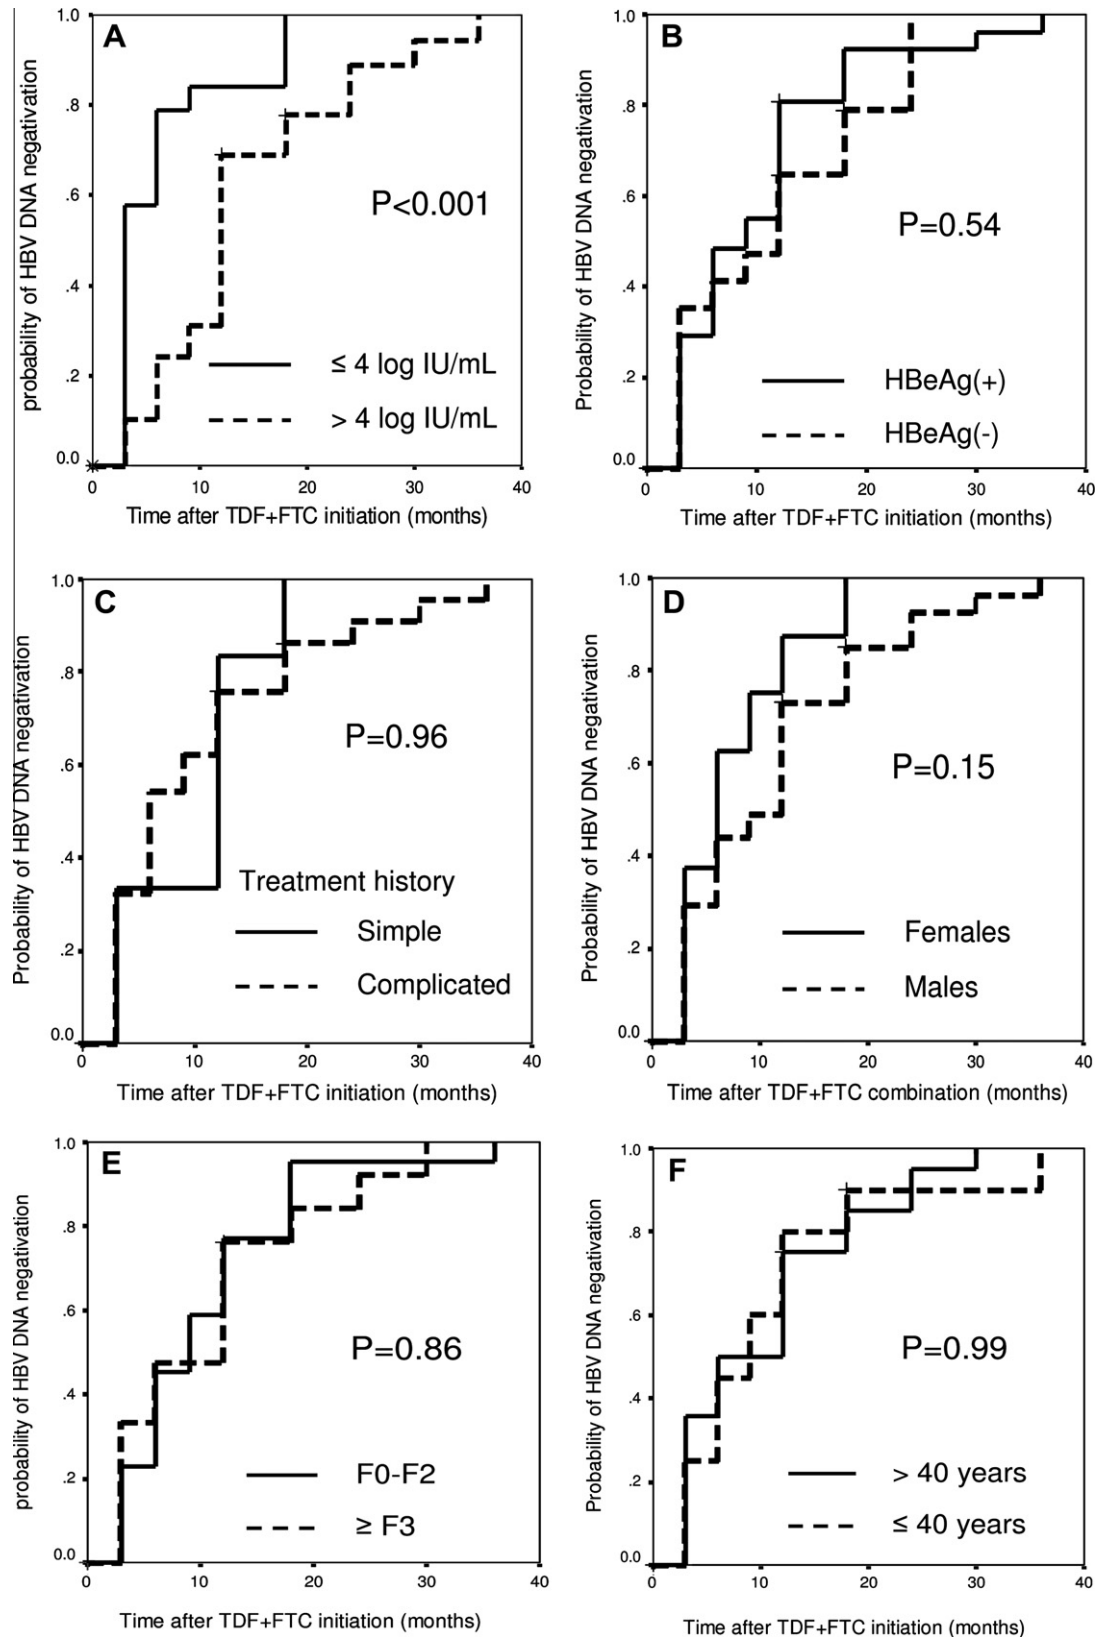 A
probability of HBV DNA negativation
1.0
.8
.6
.4
.2
0.0
P<0.001
≤ 4 log IU/mL
> 4 log IU/mL
0 10 20 30 40
Time after TDF+FTC initiation (months)
B
Probability of HBV DNA negativation
1.0
.8
.6
.4
.2
0.0
P=0.54
HBeAg(+)
HBeAg(-)
0 10 20 30 40
Time after TDF+FTC initiation (months)
C
Probability of HBV DNA negativation
1.0
.8
.6
.4
.2
0.0
P=0.96
Treatment history
Simple
Complicated
0 10 20 30 40
Time after TDF+FTC initiation (months)
D
Probability of HBV DNA negativation
1.0
.8
.6
.4
.2
0.0
P=0.15
Females
Males
0 10 20 30 40
Time after TDF+FTC combination (months)
E
probability of HBV DNA negativation
1.0
.8
.6
.4
.2
0.0
P=0.86
F0-F2
≥ F3
0 10 20 30 40
Time after TDF+FTC initiation (months)
F
Probability of HBV DNA negativation
1.0
.8
.6
.4
.2
0.0
P=0.99
> 40 years
≤ 40 years
0 10 20 30 40
Time after TDF+FTC initiation (months)